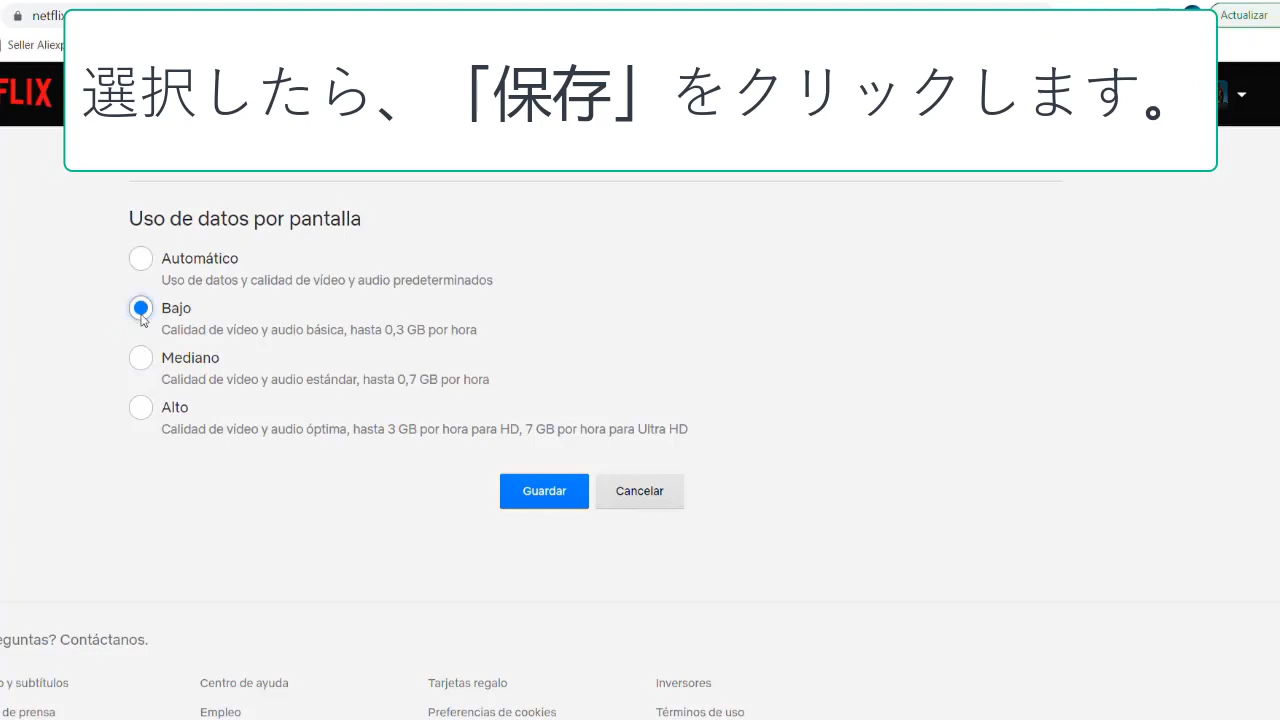 netflix
Actualizar
Seller Aliexp
FLIX
選択したら、「保存」をクリックします。
Uso de datos por pantalla
Automático
Uso de datos y calidad de vídeo y audio predeterminados
Bajo
Calidad de video y audio básica, hasta 0,3 GB por hora
Mediano
Calidad de video y audio estándar, hasta 0,7 GB por hora
Alto
Calidad de video y audio óptima, hasta 3 GB por hora para HD, 7 GB por hora para Ultra HD
Guardar Cancelar
eguntas? Contáctanos.
o y subtítulos Centro de ayuda Tarjetas regalo Inversores
de prensa Empleo Preferencias de cookies Términos de uso